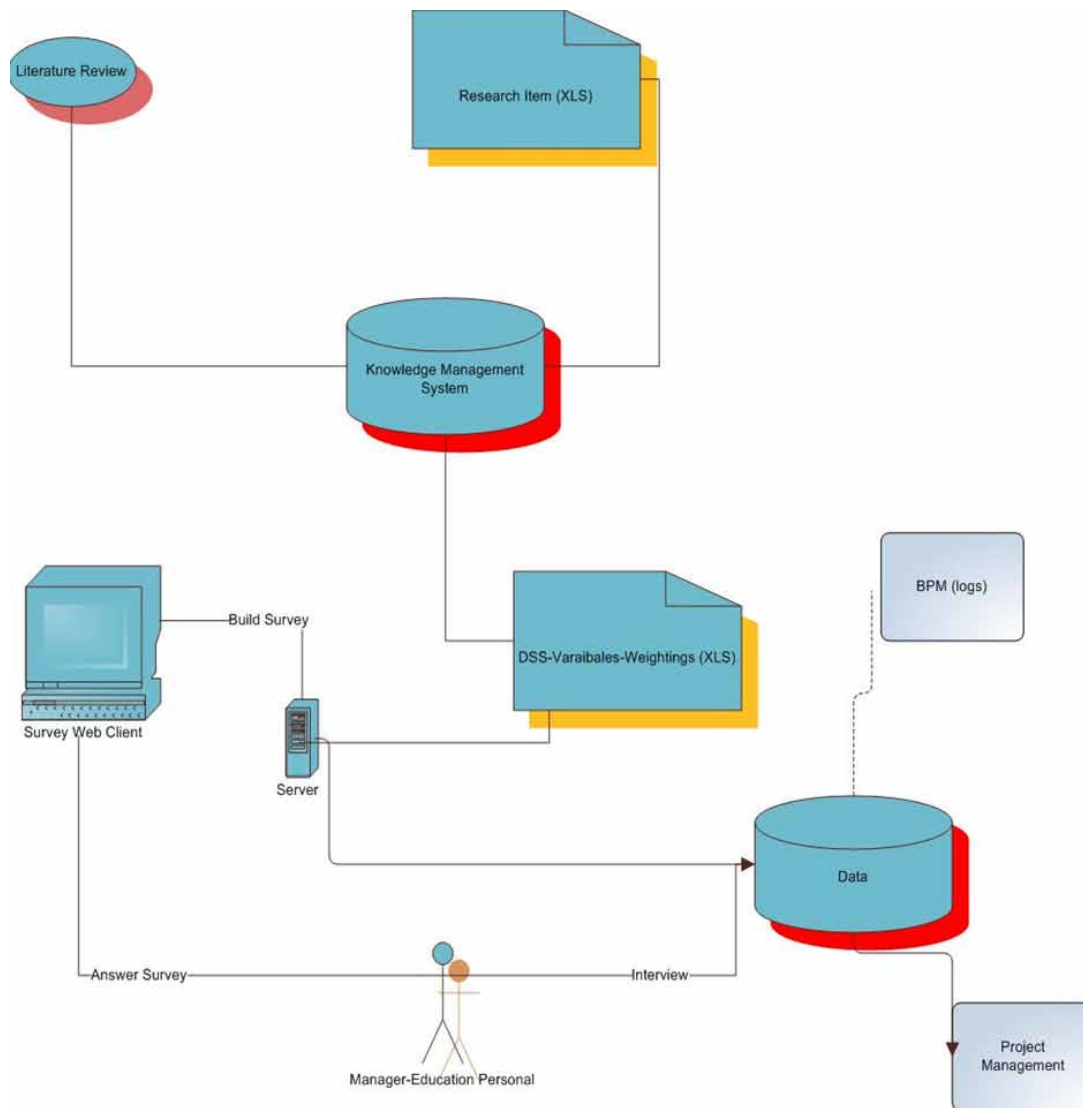 Literature Review
Research Item (XLS)
Knowledge Management
System
BPM (logs)
Build Survey
DSS-Varaibales-Weightings (XLS)
Survey Web Client
Server
Data
Answer Survey
Interview
Manager-Education Personal
Project
Management